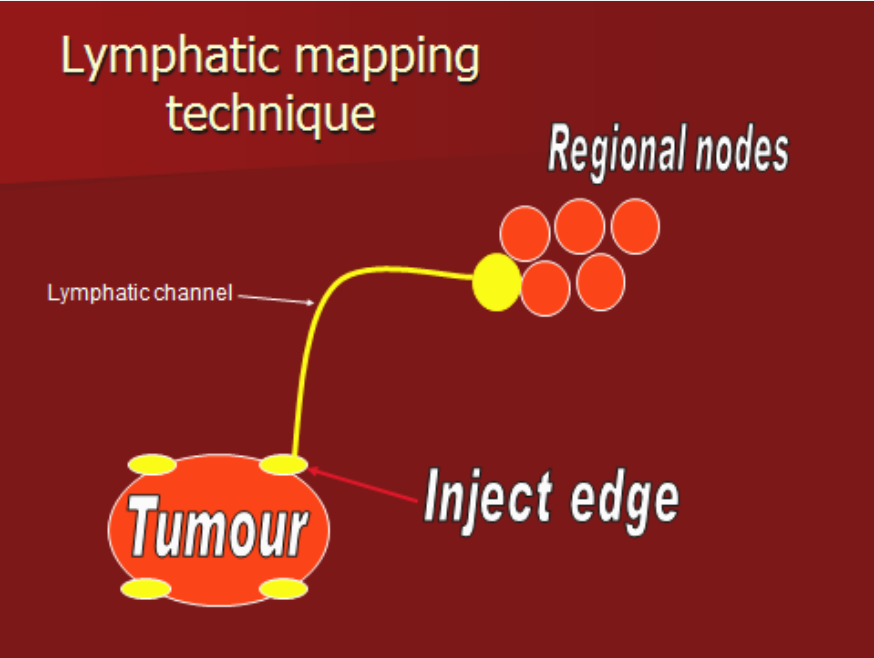 Lymphatic mapping
technique
Regional nodes
Lymphatic channel
Inject edge
Tumour